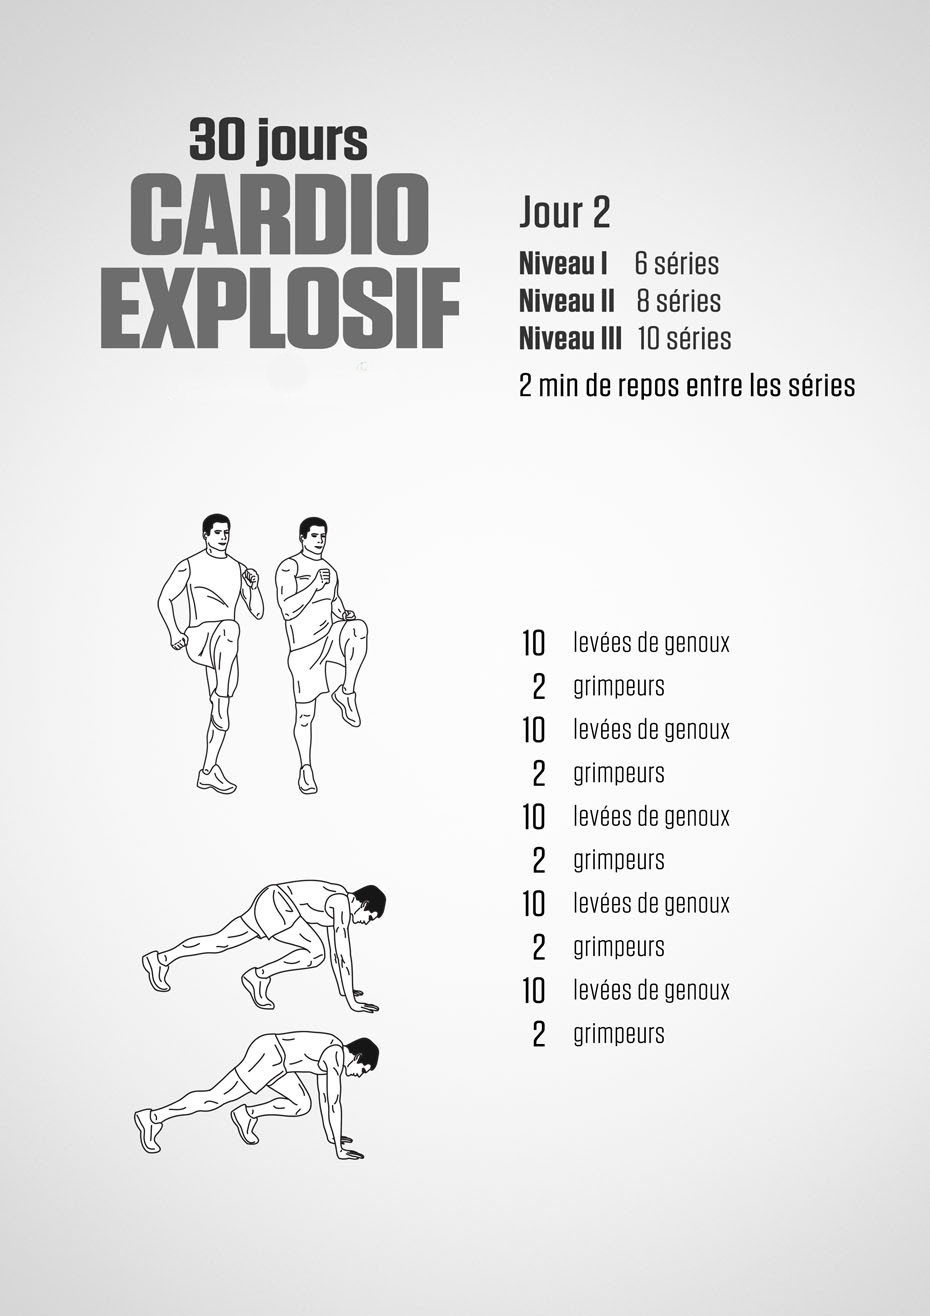 30 jours
CARDIO
EXPLOSIF
Jour 2
Niveau I 6 séries
Niveau II 8 séries
Niveau III 10 séries
2 min de repos entre les séries
10 levées de genoux
2 grimpeurs
10 levées de genoux
2 grimpeurs
10 levées de genoux
2 grimpeurs
10 levées de genoux
2 grimpeurs
10 levées de genoux
2 grimpeurs